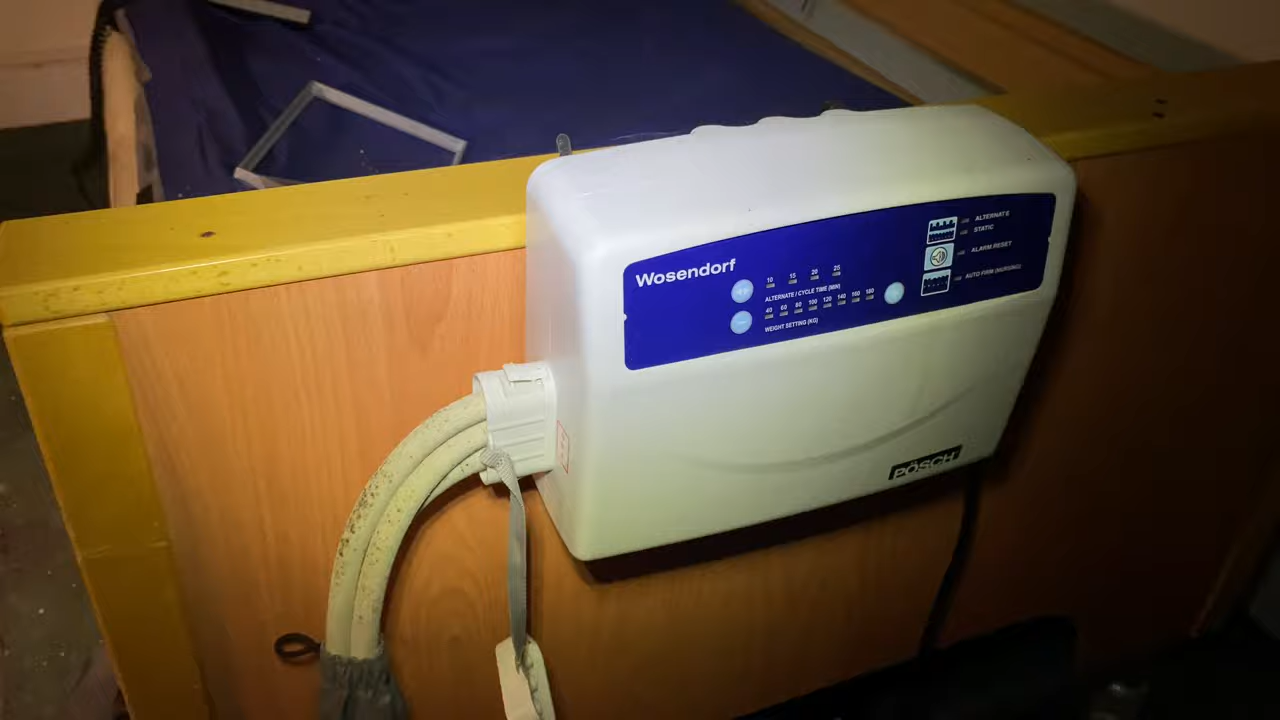 Wosendorf
10 15 20 25
ALTERNATE / CYCLE TIME (MIN)
40 60 80 100 120 140 160 180
WEIGHT SETTING (KG)
ALTERNATE
STATIC
ALARM RESET
AUTO FIRM (NURSING)
PÖSCH